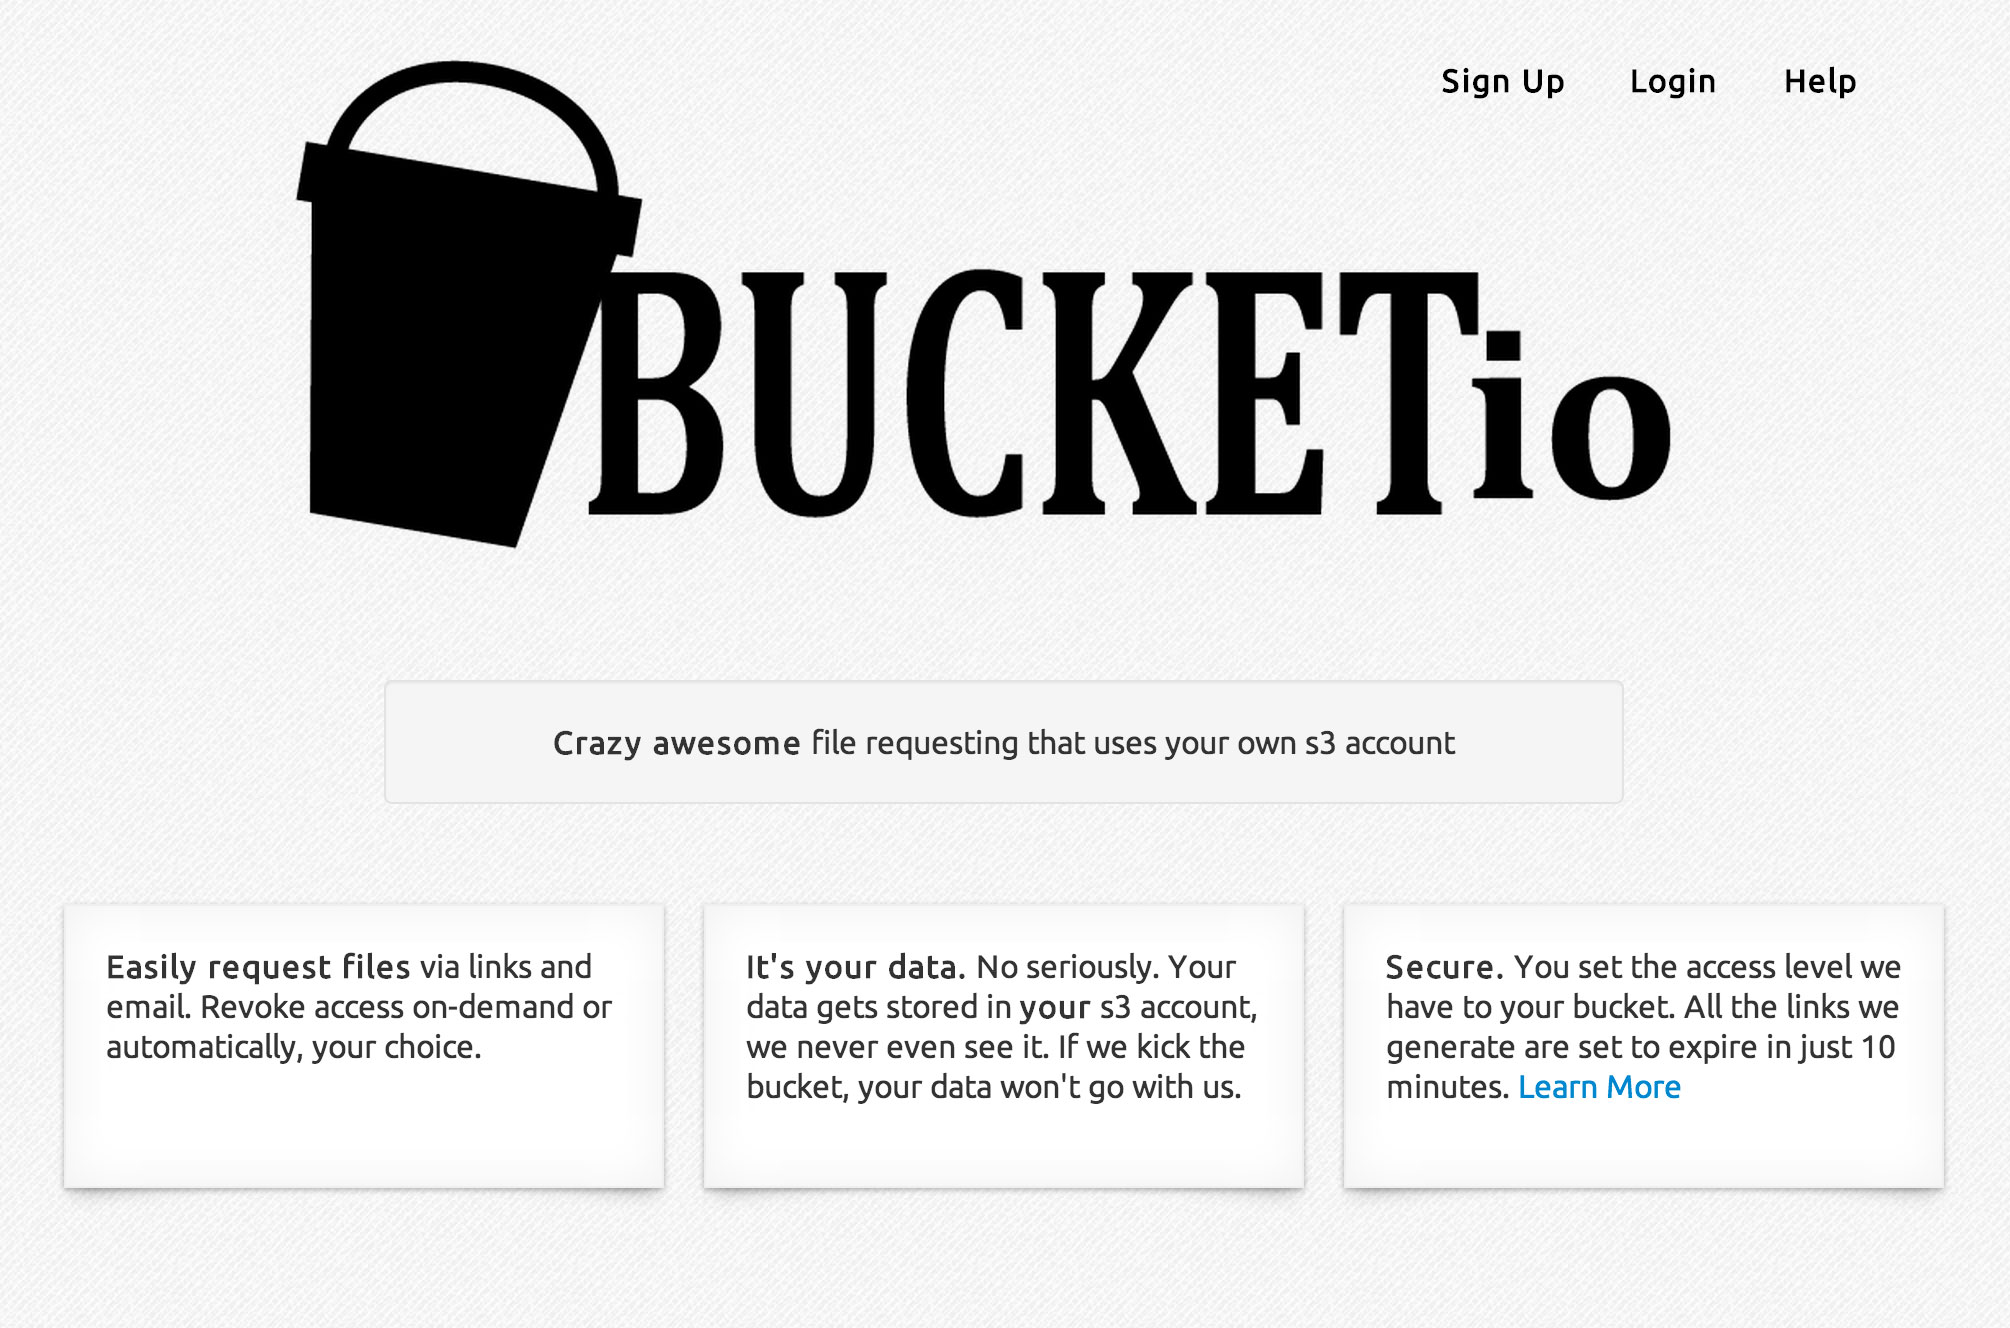 Sign Up Login Help
BUCKETio
Crazy awesome file requesting that uses your own s3 account
Easily request files via links and
email. Revoke access on-demand or
automatically, your choice.
It's your data. No seriously. Your
data gets stored in your s3 account,
we never even see it. If we kick the
bucket, your data won't go with us.
Secure. You set the access level we
have to your bucket. All the links we
generate are set to expire in just 10
minutes. Learn More